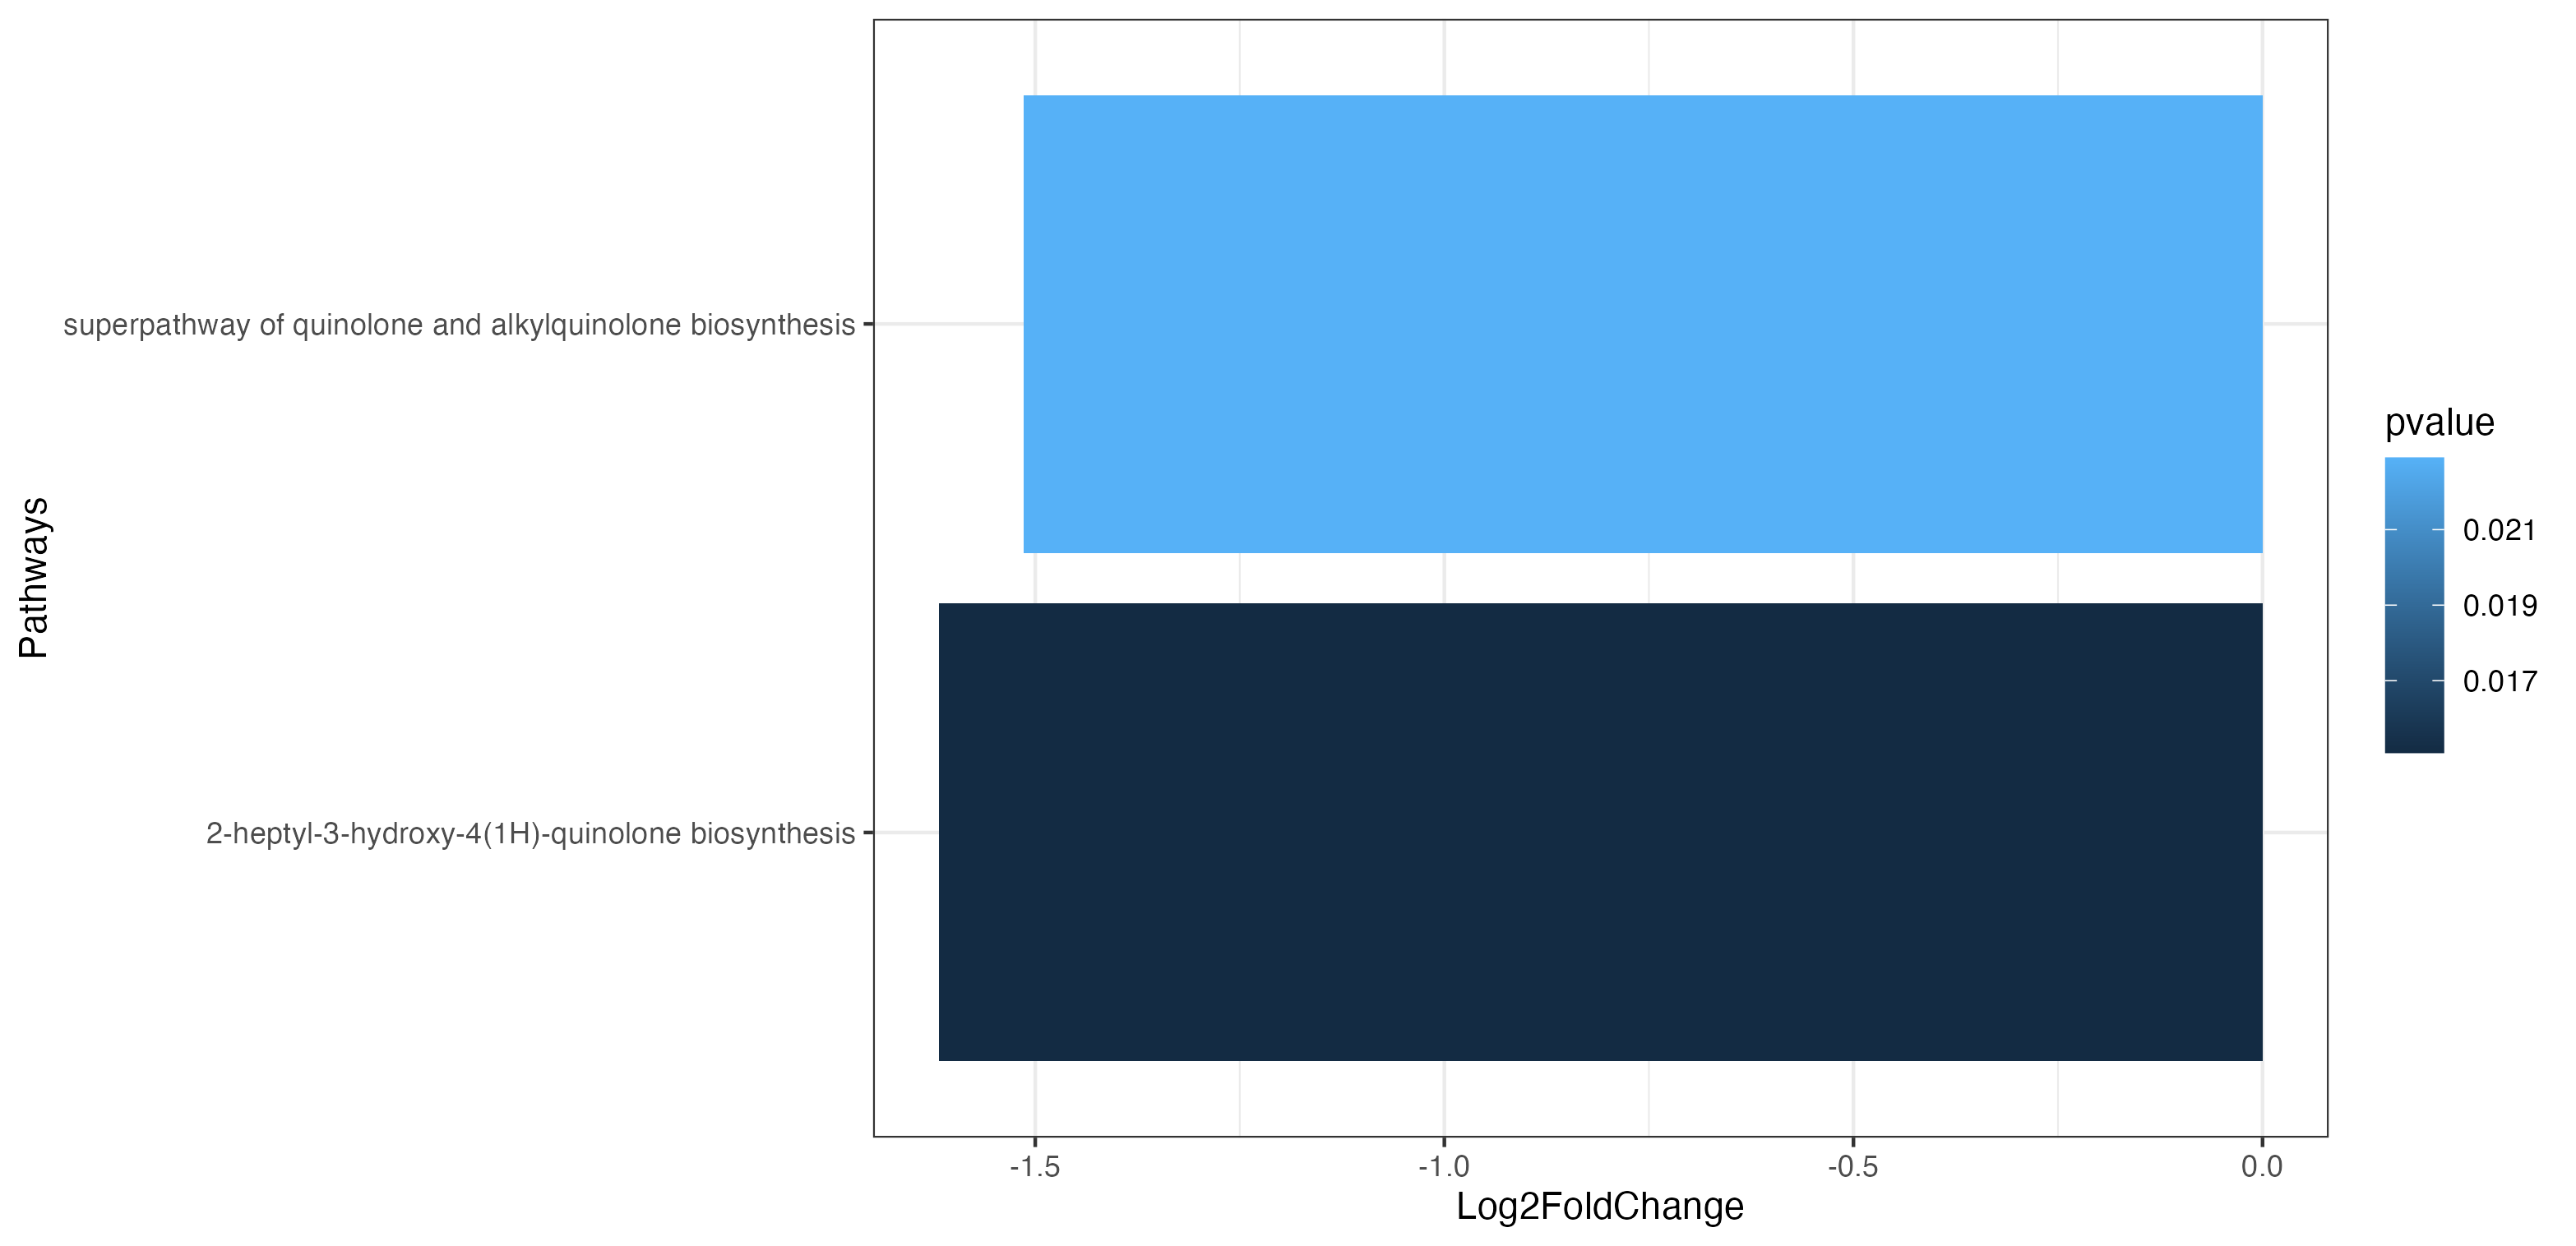 superpathway of quinolone and alkylquinolone biosynthesis
2-heptyl-3-hydroxy-4(1H)-quinolone biosynthesis
Pathways
-1.5
-1.0
-0.5
0.0
Log2FoldChange
pvalue
0.021
0.019
0.017